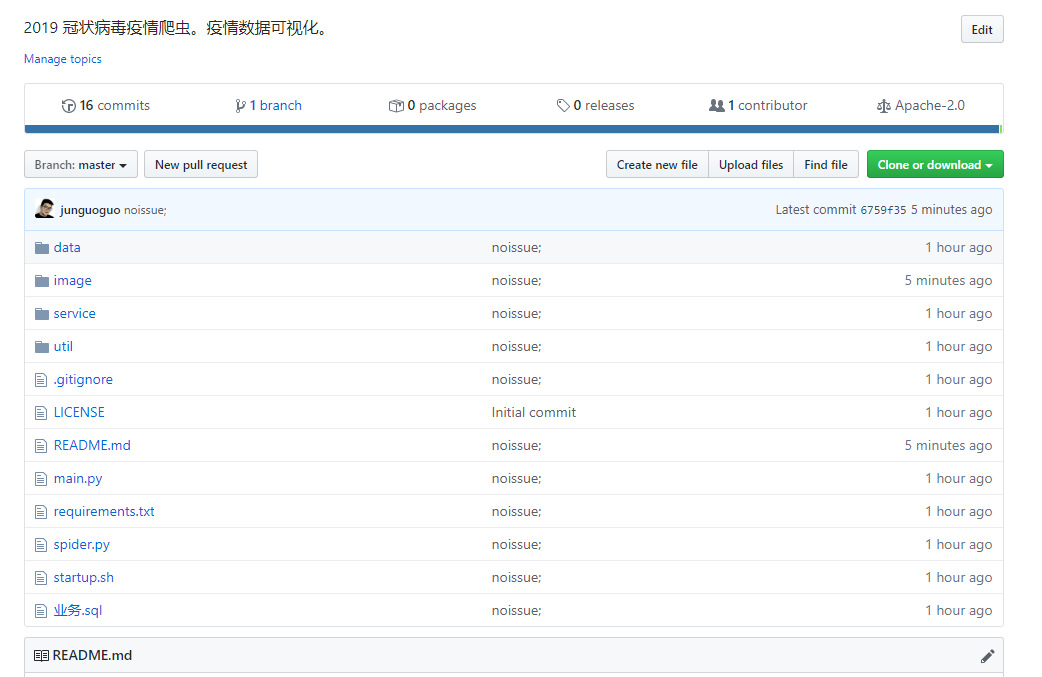 2019 冠状病毒疫情爬虫。疫情数据可视化。 Edit
Manage topics
16 commits 1 branch 0 packages 0 releases 1 contributor Apache-2.0
Branch: master New pull request Create new file Upload files Find file Clone or download
junguoguo noissue; Latest commit 6759f35 5 minutes ago
data noissue; 1 hour ago
image noissue; 5 minutes ago
service noissue; 1 hour ago
util noissue; 1 hour ago
.gitignore noissue; 1 hour ago
LICENSE Initial commit 1 hour ago
README.md noissue; 5 minutes ago
main.py noissue; 1 hour ago
requirements.txt noissue; 1 hour ago
spider.py noissue; 1 hour ago
startup.sh noissue; 1 hour ago
业务.sql noissue; 1 hour ago
README.md